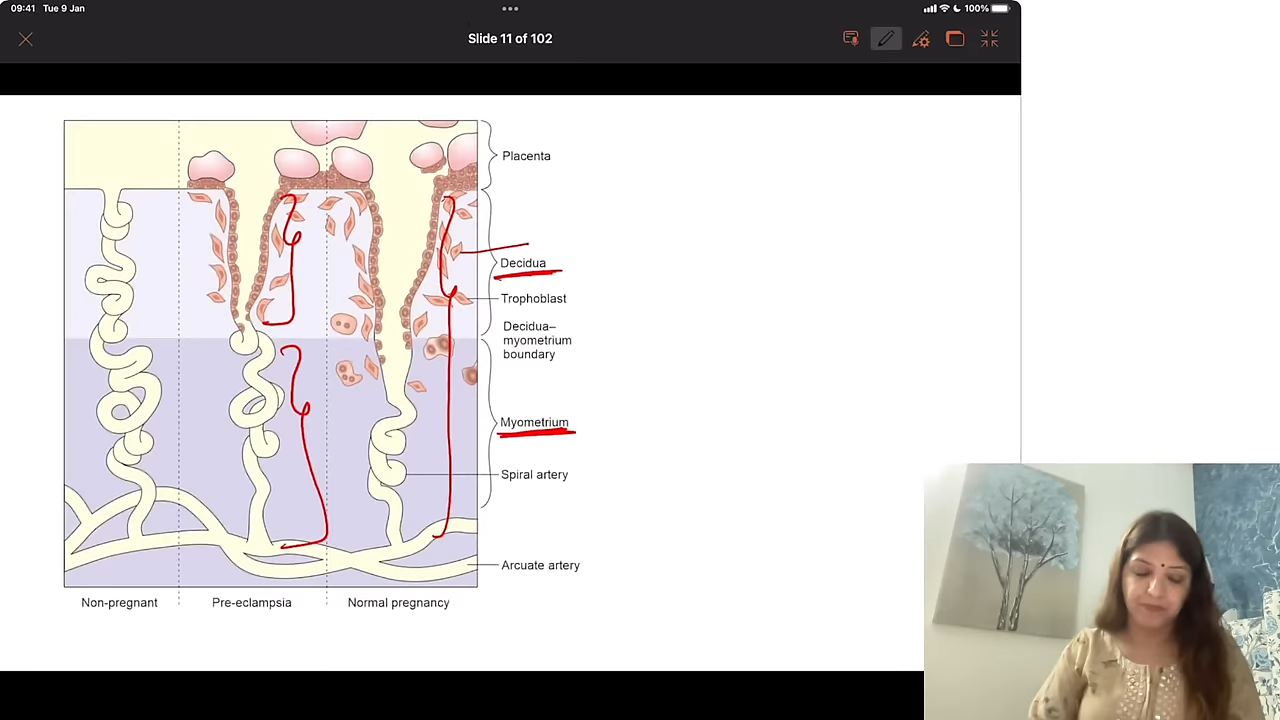 09:41 Tue 9 Jan
100%
Slide 11 of 102
Placenta
Decidua
Trophoblast
Decidua–
myometrium
boundary
Myometrium
Spiral artery
Arcuate artery
Non-pregnant
Pre-eclampsia
Normal pregnancy